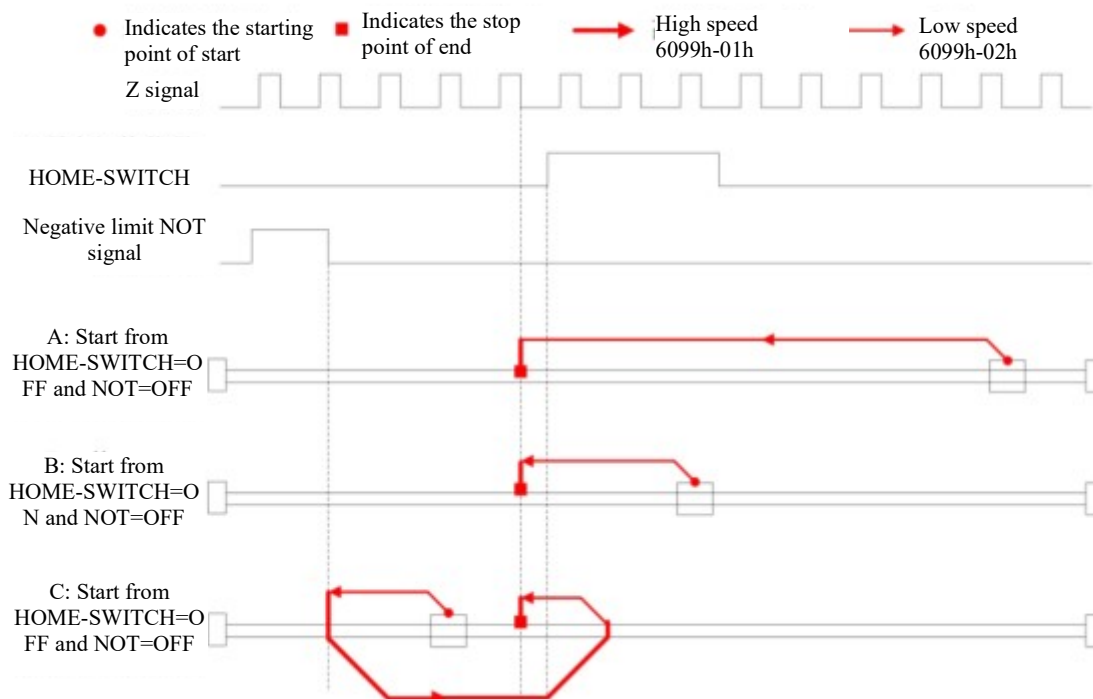 Indicates the starting
point of start
Indicates the stop
point of end
High speed
6099h-01h
Low speed
6099h-02h
Z signal
HOME-SWITCH
Negative limit NOT
signal
A: Start from
HOME-SWITCH=O
FF and NOT=OFF
B: Start from
HOME-SWITCH=O
N and NOT=OFF
C: Start from
HOME-SWITCH=O
FF and NOT=OFF